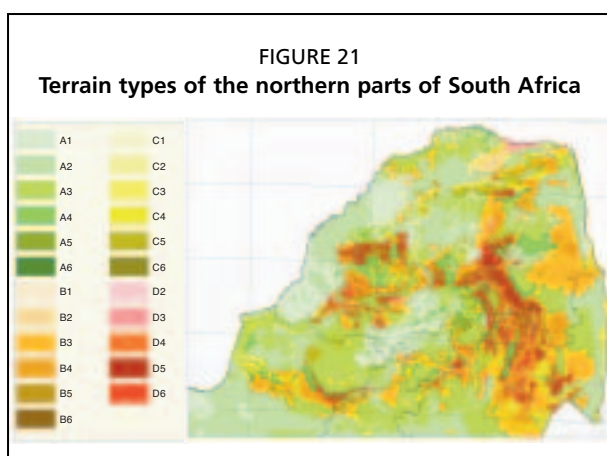 FIGURE 21
Terrain types of the northern parts of South Africa
A1
A2
A3
A4
A5
A6
B1
B2
B3
B4
B5
B6
C1
C2
C3
C4
C5
C6
D2
D3
D4
D5
D6